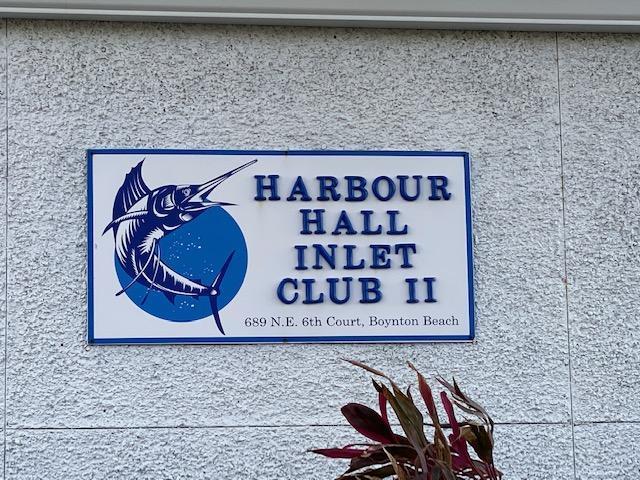 HARBOUR
HALL
INLET
CLUB II
689 N.E. 6th Court, Boynton Beach